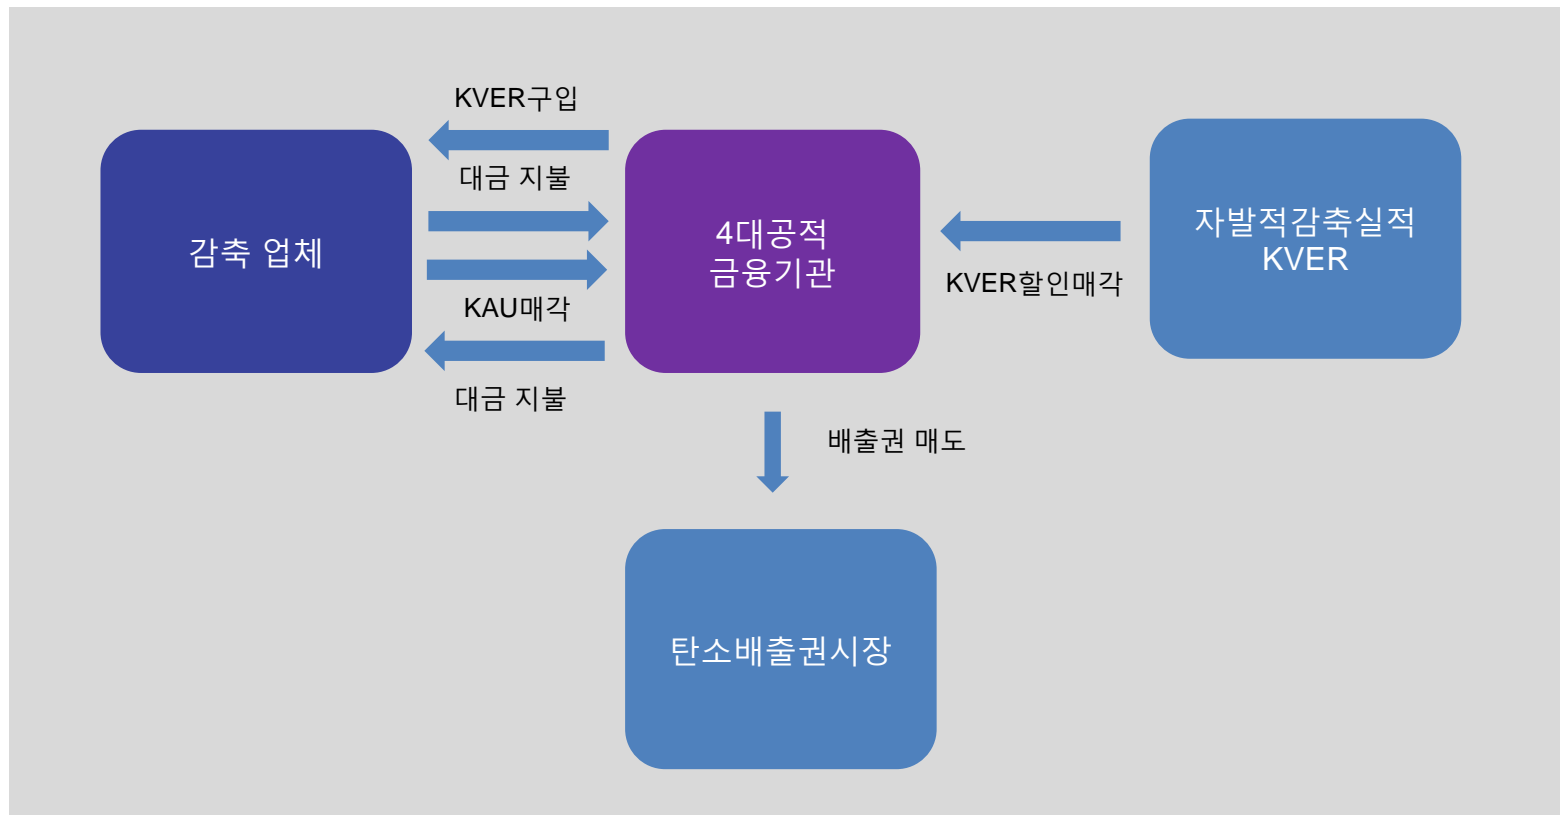 KVER구입
대금 지불
감축 업체
KAU매각
대금 지불
4대공적
금융기관
KVER할인매각
자발적감축실적
KVER
배출권 매도
탄소배출권시장